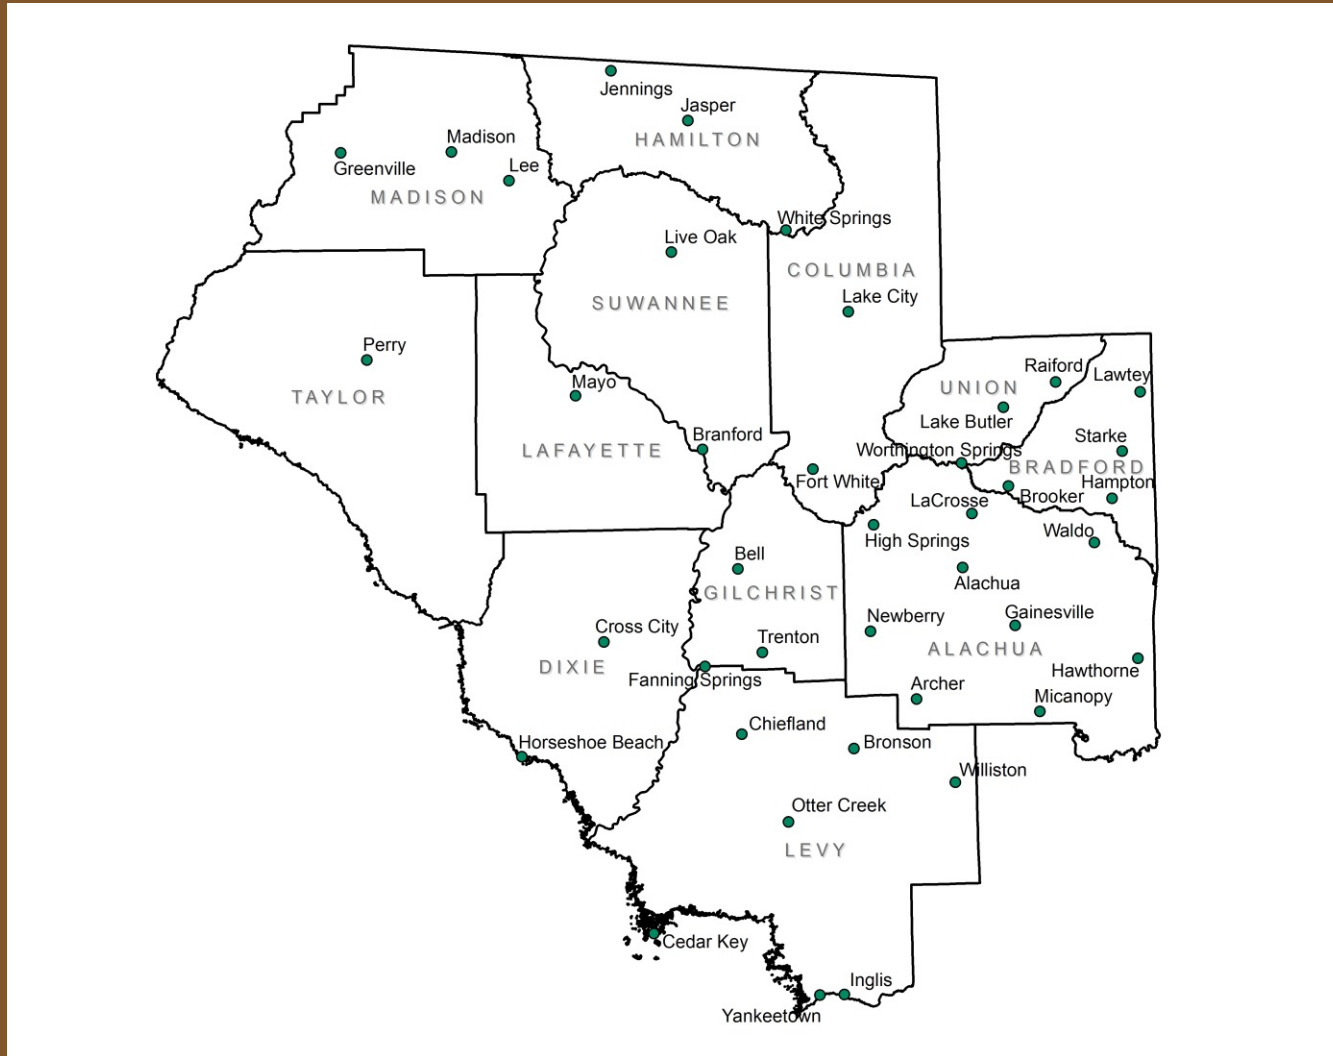 Jennings
Jasper
HAMILTON
Madison
Greenville
Lee
MADISON
White Springs
Live Oak
COLUMBIA
SUWANNEE
Lake City
Perry
TAYLOR
Mayo
Raiford
Lawtey
UNION
Lake Butler
Branford
LAFAYETTE
Starke
Worthington Springs
BRADFORD
Fort White
Hampton
Brooker
LaCrosse
High Springs
Waldo
Bell
GILCHRIST
Alachua
Newberry
Gainesville
Cross City
Trenton
ALACHUA
DIXIE
Fanning Springs
Hawthorne
Archer
Micanopy
Chiefland
Horseshoe Beach
Bronson
Williston
Otter Creek
LEVY
Cedar Key
Inglis
Yankeetown